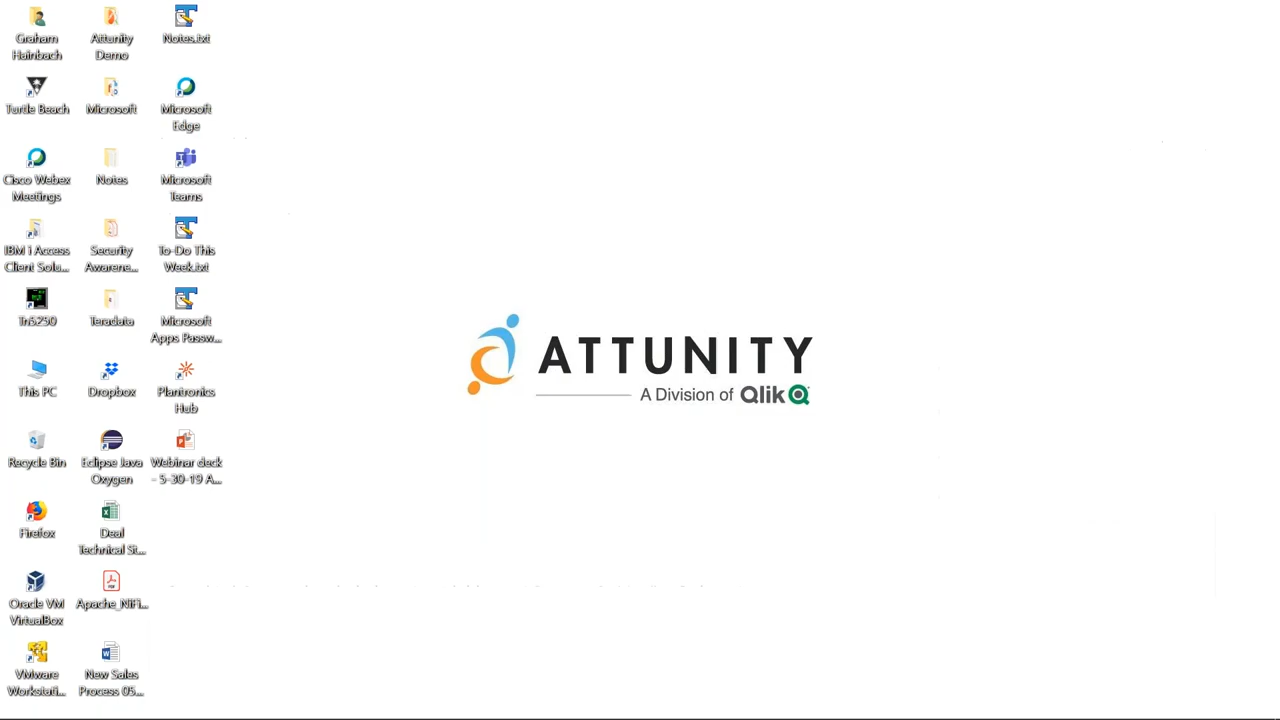 Graham
Hainbach
Attunity
Demo
Notes.txt
Turtle Beach
Microsoft
Microsoft
Edge
Cisco Webex
Meetings
Notes
Microsoft
Teams
IBM i Access
Client Solu...
Security
Awarene...
To-Do This
Week.txt
Tn5250
Teradata
Microsoft
Apps Passw...
This PC
Dropbox
Plantronics
Hub
Recycle Bin
Eclipse Java
Oxygen
Webinar deck
- 5-30-19 A...
Firefox
Deal
Technical Si...
Oracle VM
VirtualBox
Apache_NiFi...
VMware
Workstati...
New Sales
Process 05...
ATTUNITY
A Division of Qlik